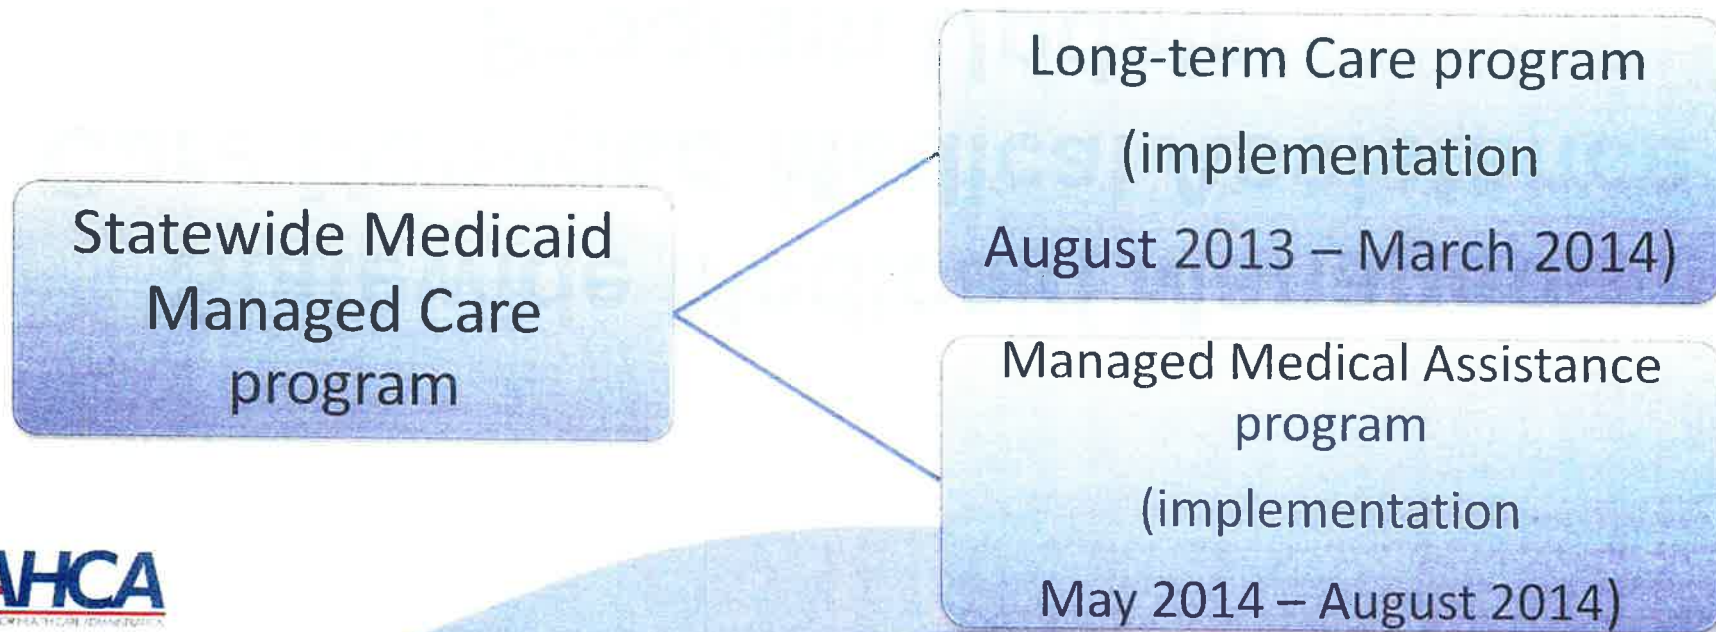 Statewide Medicaid
Managed Care
program
Long-term Care program
(implementation
August 2013 – March 2014)
Managed Medical Assistance
program
(implementation
May 2014 – August 2014)
AHCA